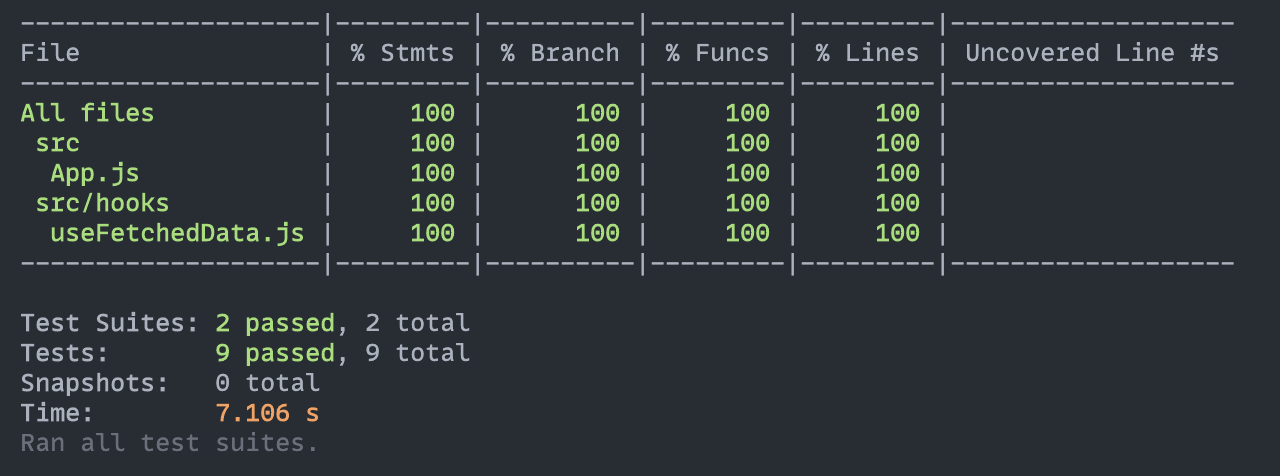 --------------------|---------|----------|---------|---------|-------------------
File                | % Stmts | % Branch | % Funcs | % Lines | Uncovered Line #s
--------------------|---------|----------|---------|---------|-------------------
All files           |     100 |      100 |     100 |     100 |
 src                |     100 |      100 |     100 |     100 |
  App.js            |     100 |      100 |     100 |     100 |
 src/hooks          |     100 |      100 |     100 |     100 |
  useFetchedData.js |     100 |      100 |     100 |     100 |
--------------------|---------|----------|---------|---------|-------------------
Test Suites: 2 passed, 2 total
Tests:       9 passed, 9 total
Snapshots:   0 total
Time:        7.106 s
Ran all test suites.